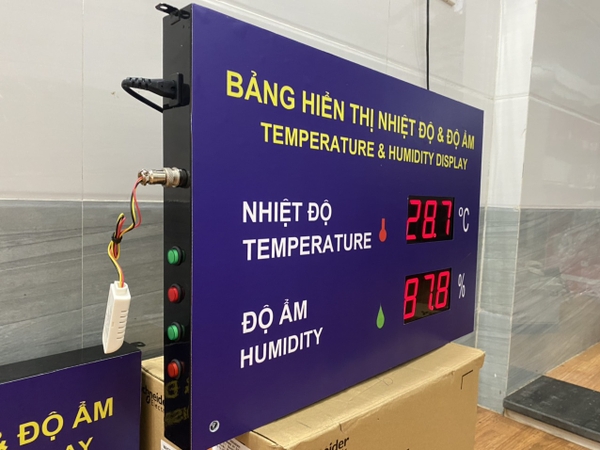 BẢNG HIỂN THỊ NHIỆT ĐỘ & ĐỘ ẨM
TEMPERATURE & HUMIDITY DISPLAY
NHIỆT ĐỘ
TEMPERATURE
28.7 °C
ĐỘ ẨM
HUMIDITY
87.8 %
& ĐỘ ẨM
DISPLAY